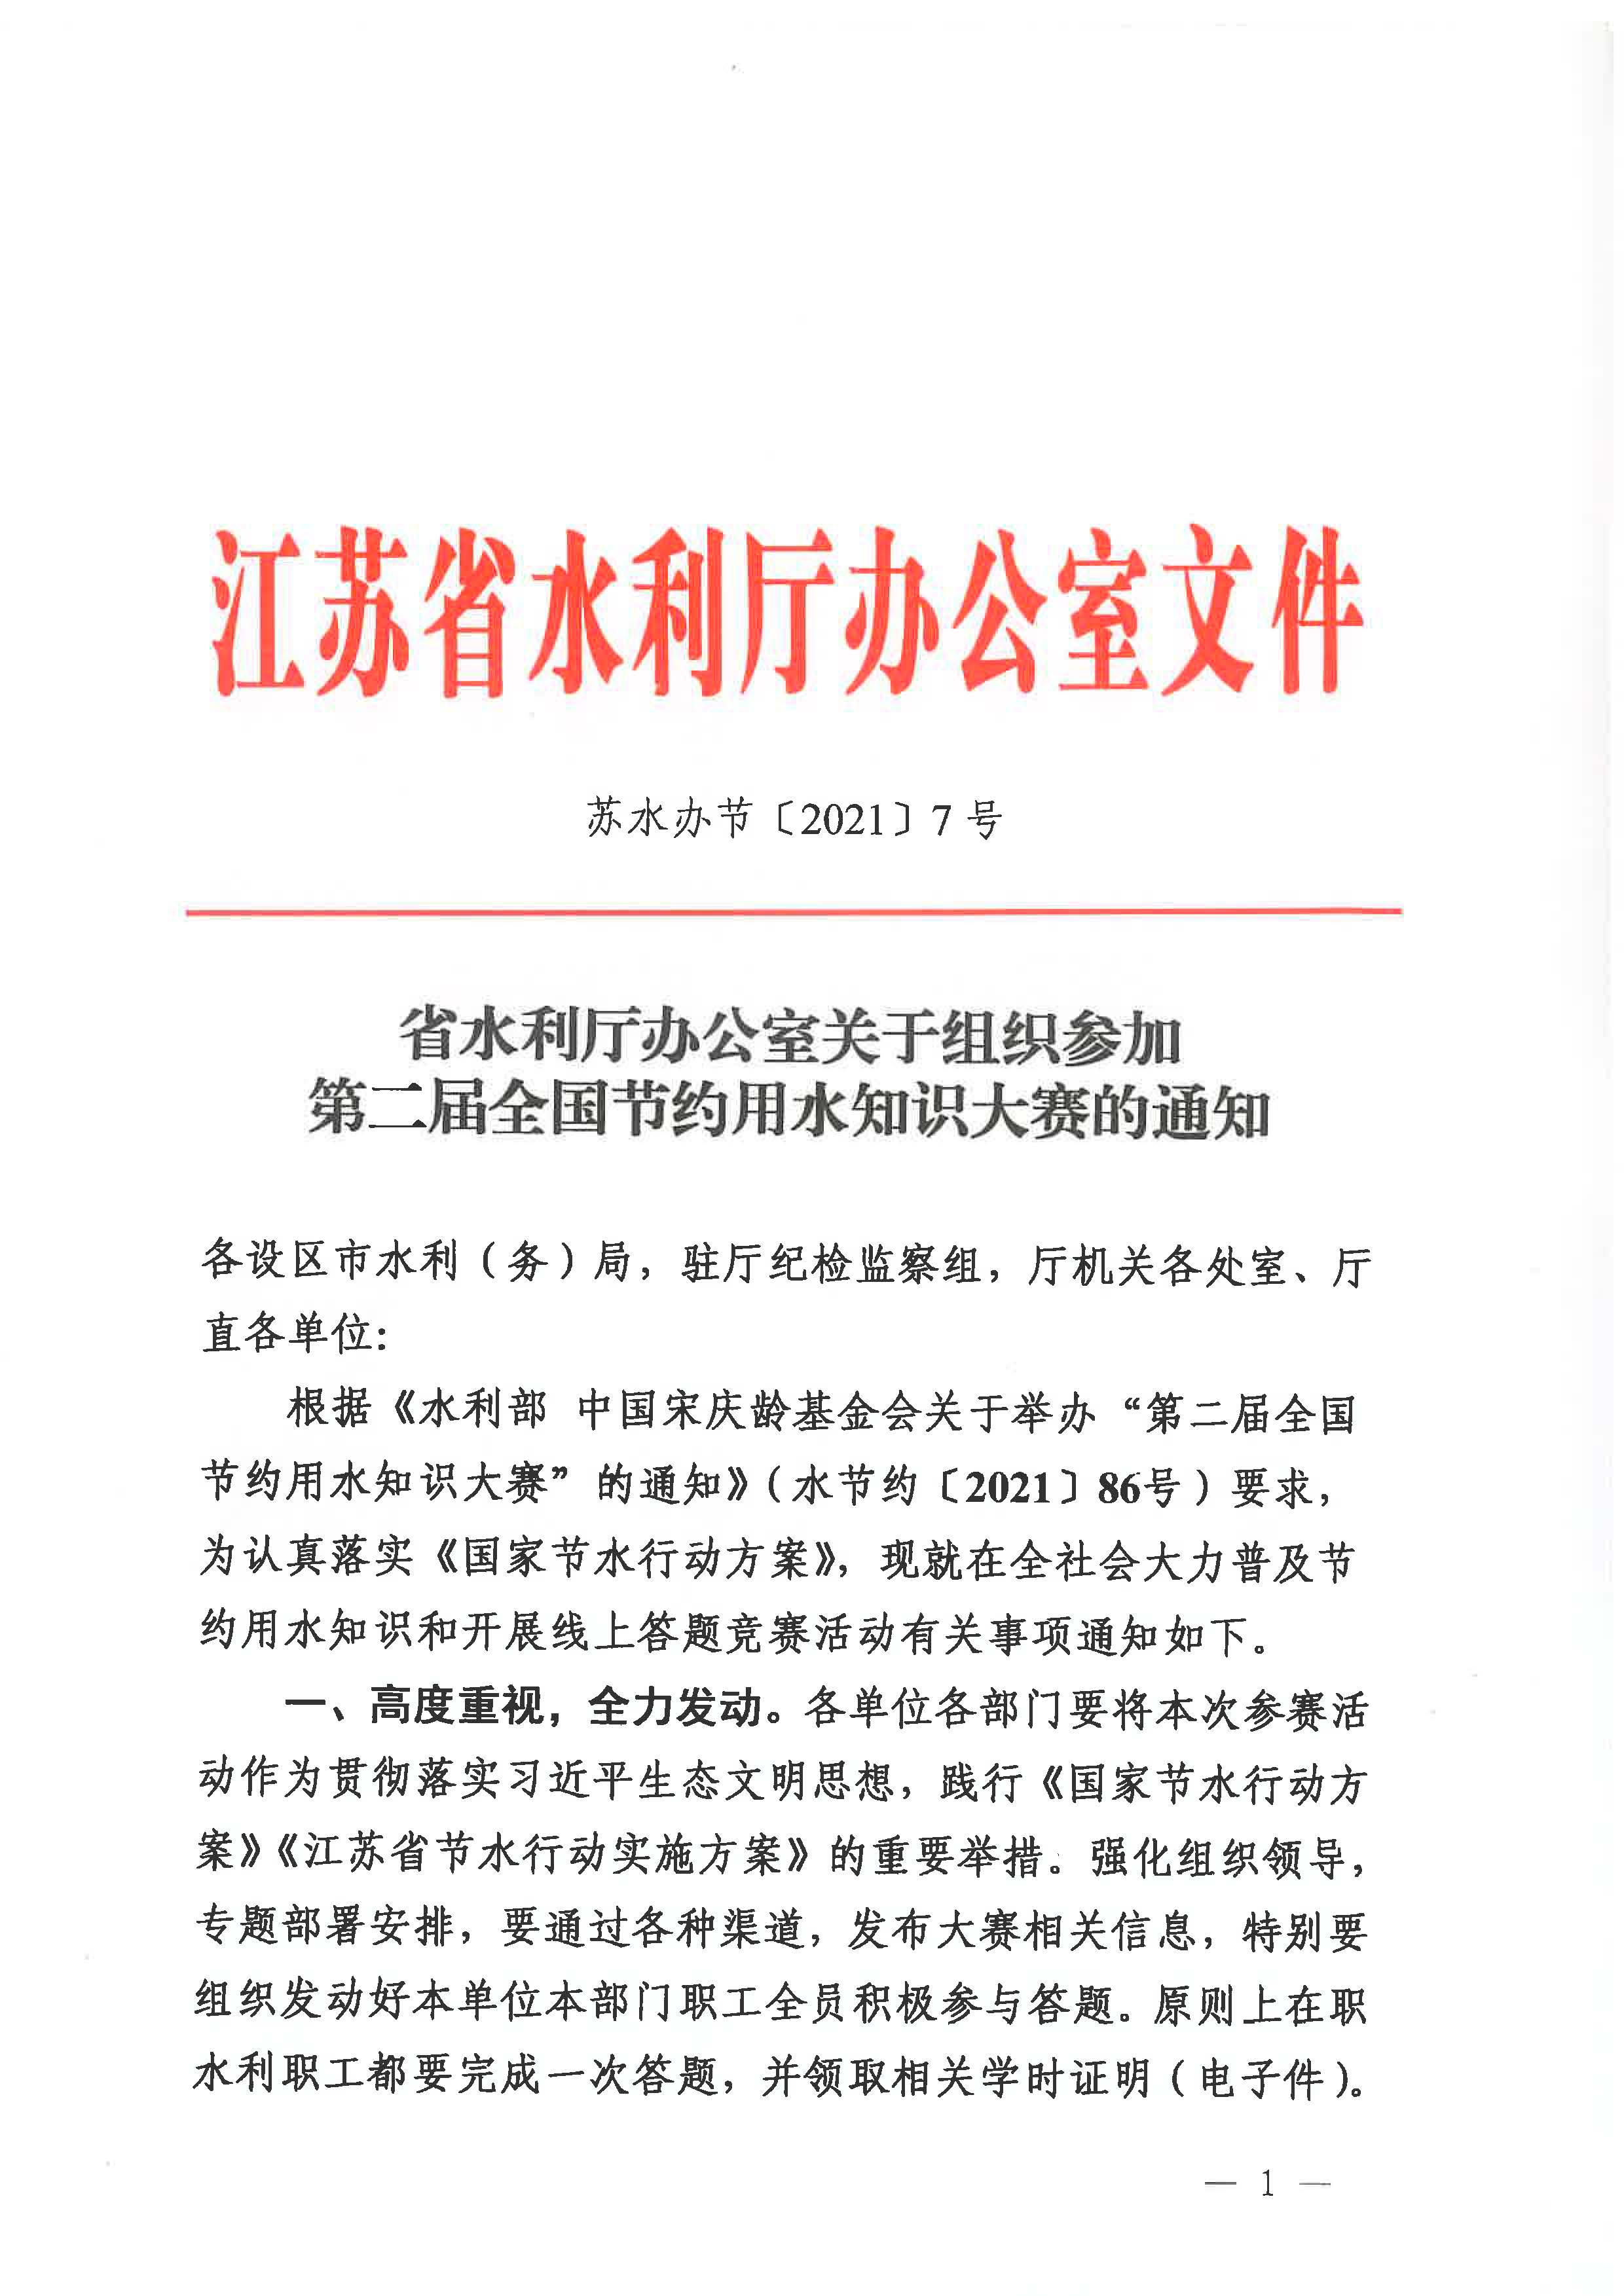 江苏省水利厅办公室文件
苏水办节〔2021〕7 号
省水利厅办公室关于组织参加
第二届全国节约用水知识大赛的通知
各设区市水利（务）局，驻厅纪检监察组，厅机关各处室、厅
直各单位：
根据《水利部 中国宋庆龄基金会关于举办“第二届全国
节约用水知识大赛”的通知》（水节约〔2021〕86号）要求，
为认真落实《国家节水行动方案》，现就在全社会大力普及节
约用水知识和开展线上答题竞赛活动有关事项通知如下。
一、高度重视，全力发动。各单位各部门要将本次参赛活
动作为贯彻落实习近平生态文明思想，践行《国家节水行动方
案》《江苏省节水行动实施方案》的重要举措。强化组织领导，
专题部署安排，要通过各种渠道，发布大赛相关信息，特别要
组织发动好本单位本部门职工全员积极参与答题。原则上在职
水利职工都要完成一次答题，并领取相关学时证明（电子件）。
— 1 —